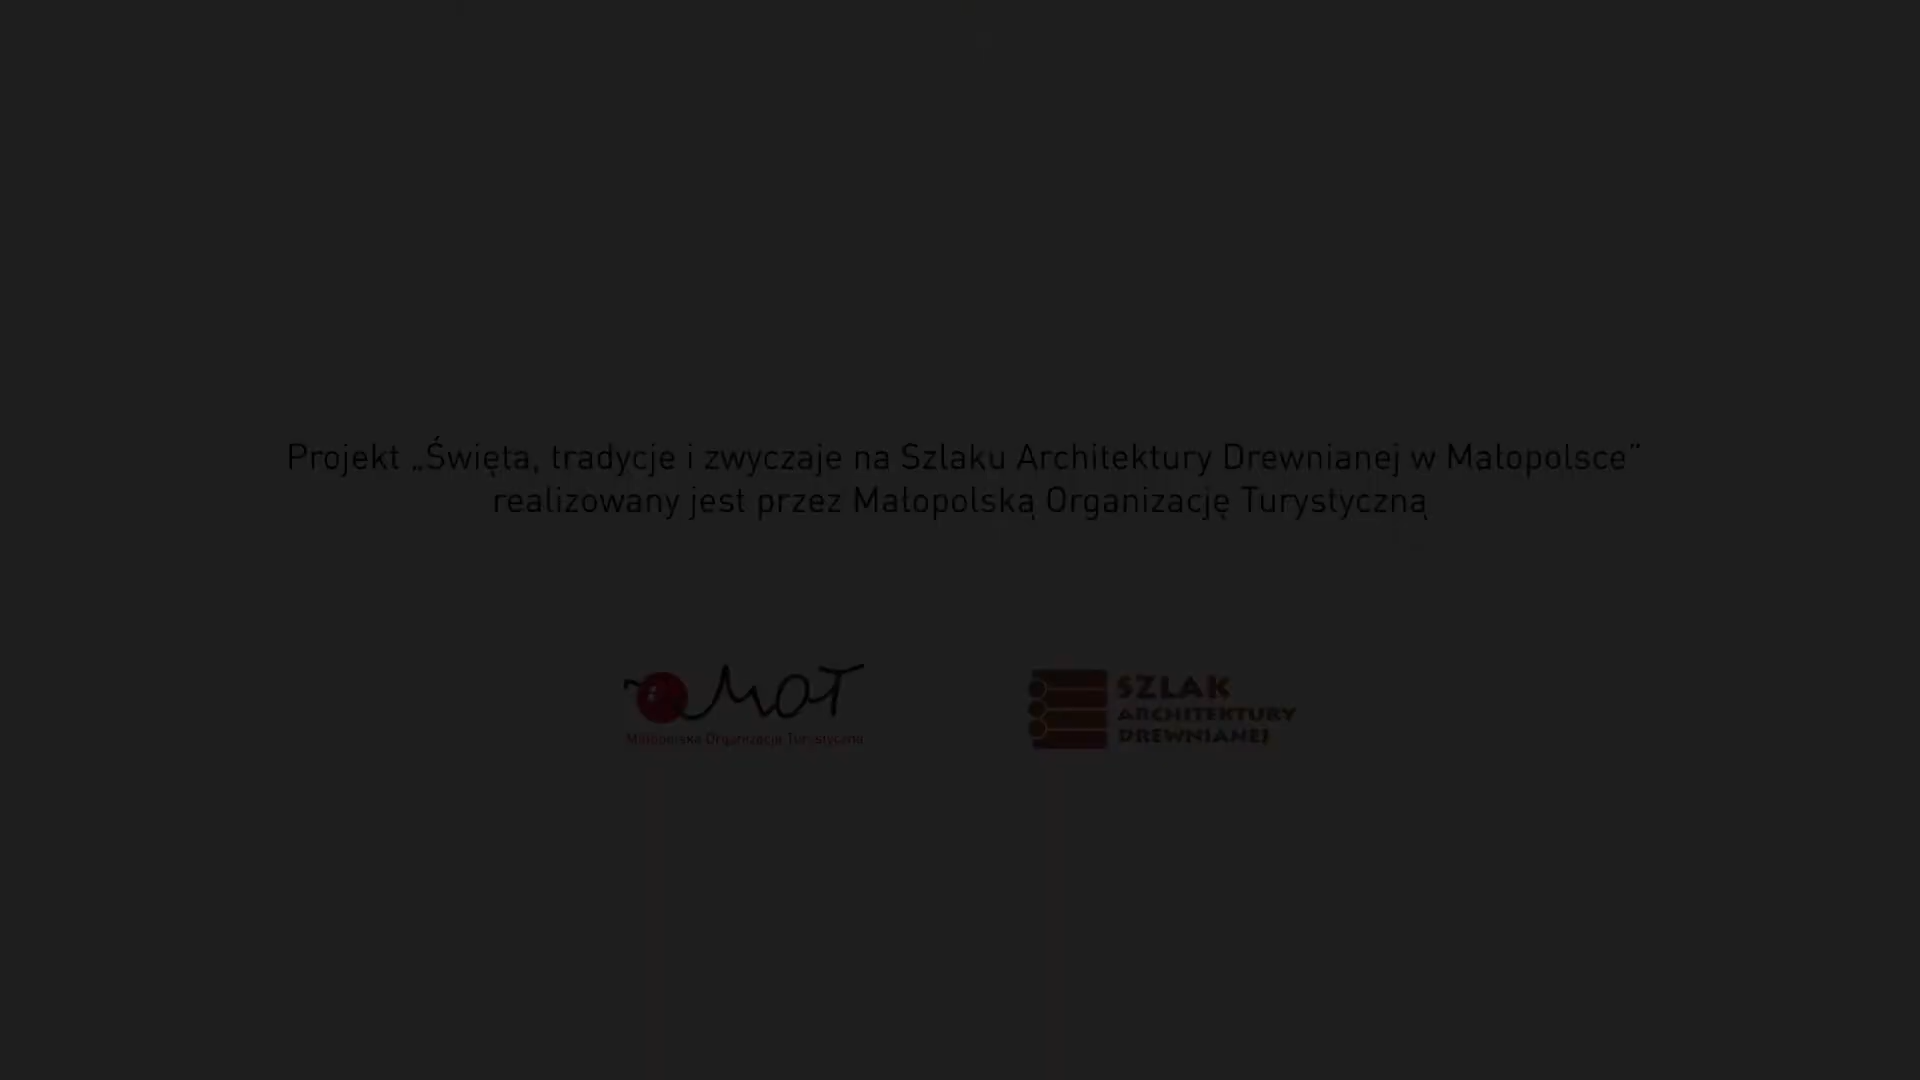 Projekt „Święta, tradycje i zwyczaje na Szlaku Architektury Drewnianej w Małopolsce”
realizowany jest przez Małopolską Organizację Turystyczną
MOT
Małopolska Organizacja Turystyczna
SZLAK
ARCHITEKTURY
DREWNIANEJ